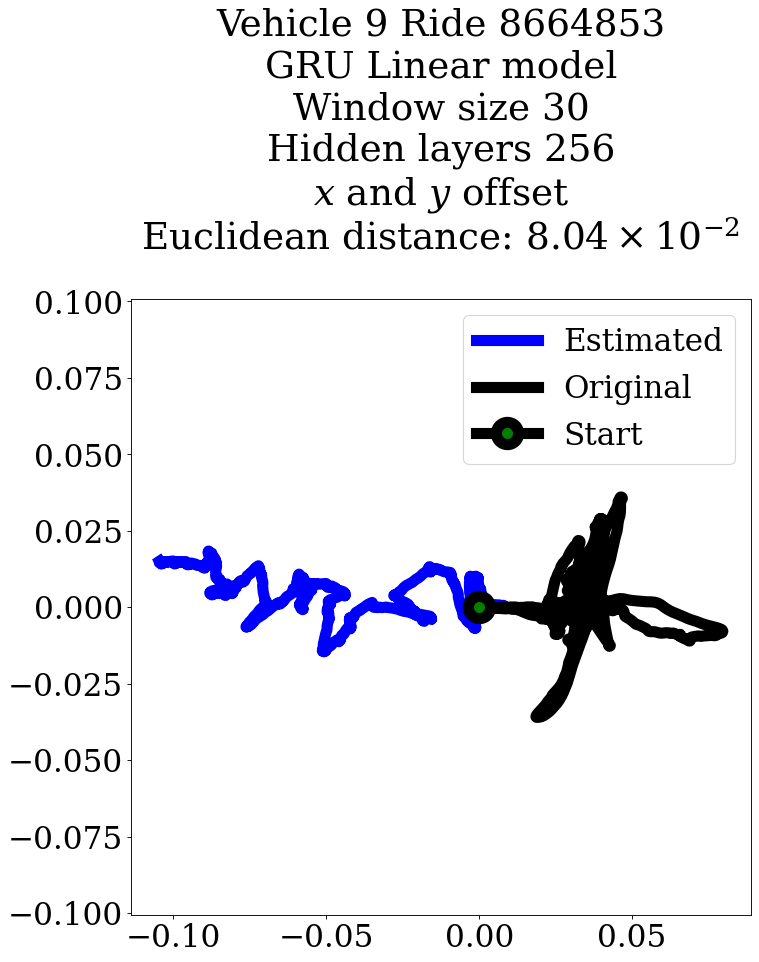 Vehicle 9 Ride 8664853
GRU Linear model
Window size 30
Hidden layers 256
x and y offset
Euclidean distance: 8.04 × 10⁻²
Estimated
Original
Start
0.100
0.075
0.050
0.025
0.000
−0.025
−0.050
−0.075
−0.100
−0.10 −0.05 0.00 0.05